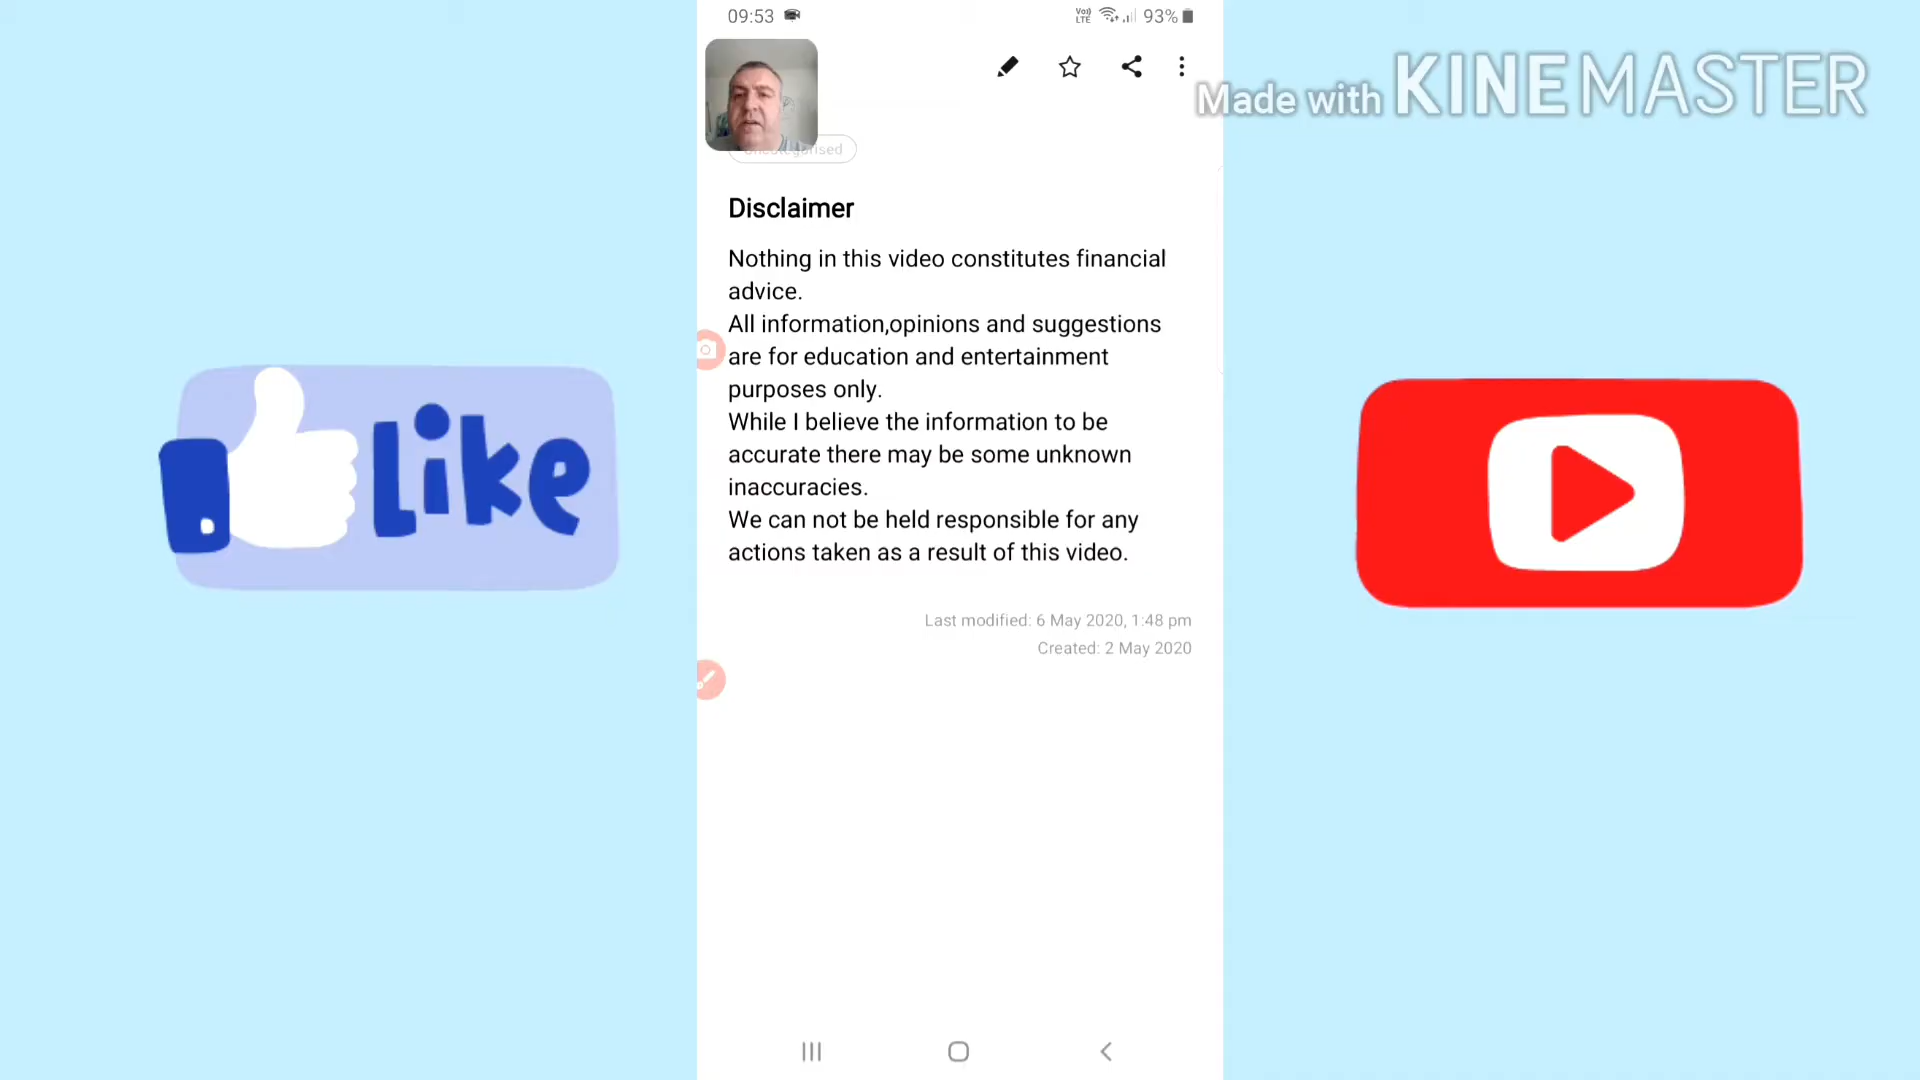 09:53
Vo)) LTE 93%
Made with KINEMASTER
Uncategorised
Disclaimer
Nothing in this video constitutes financial
advice.
All information,opinions and suggestions
are for education and entertainment
purposes only.
While I believe the information to be
accurate there may be some unknown
inaccuracies.
We can not be held responsible for any
actions taken as a result of this video.
Like
Last modified: 6 May 2020, 1:48 pm
Created: 2 May 2020